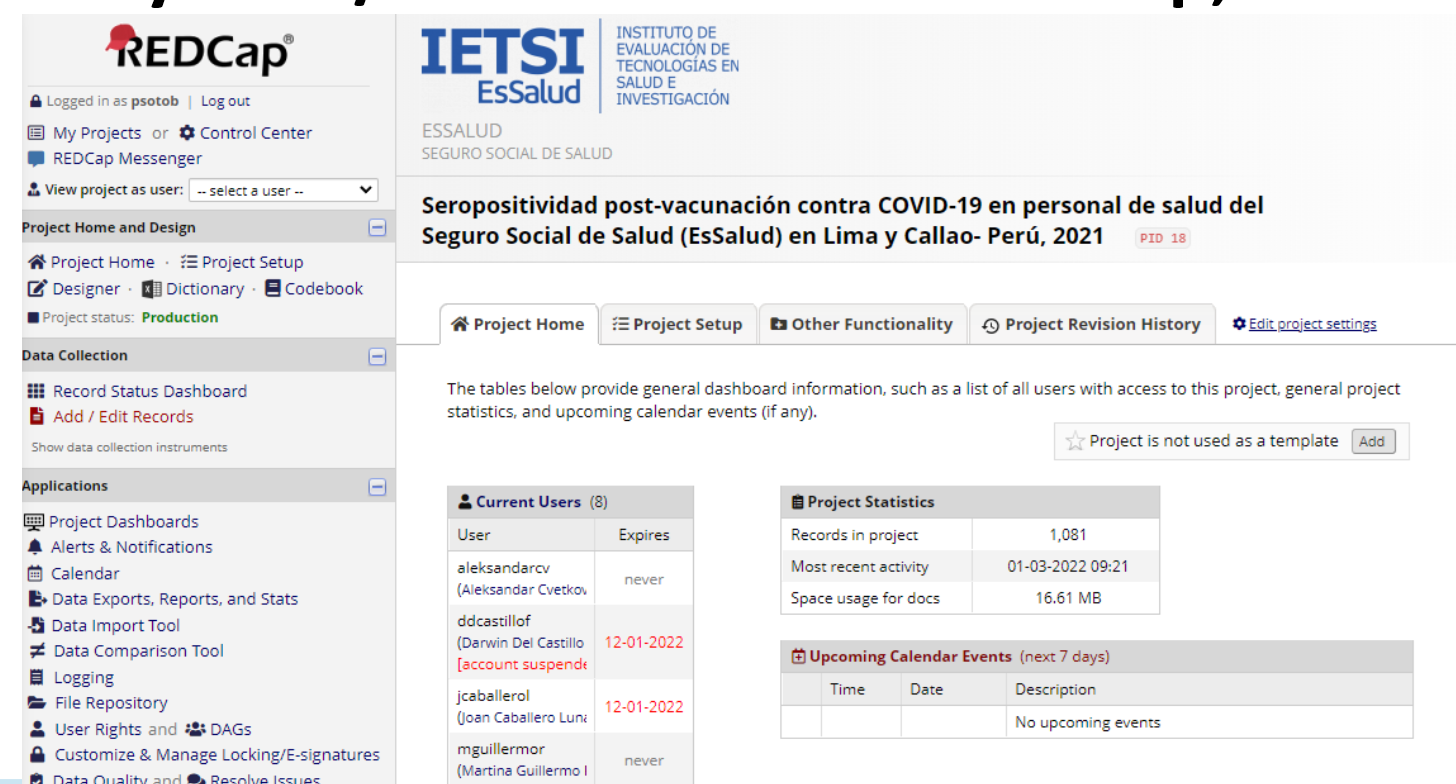 REDCap®
Logged in as psotob | Log out
My Projects or Control Center
REDCap Messenger
View project as user: -- select a user --
Project Home and Design
Project Home · Project Setup
Designer · Dictionary · Codebook
Project status: Production
Data Collection
Record Status Dashboard
Add / Edit Records
Show data collection instruments
Applications
Project Dashboards
Alerts & Notifications
Calendar
Data Exports, Reports, and Stats
Data Import Tool
Data Comparison Tool
Logging
File Repository
User Rights and DAGs
Customize & Manage Locking/E-signatures
Data Quality and Resolve Issues
IETSI
EsSalud
INSTITUTO DE
EVALUACIÓN DE
TECNOLOGÍAS EN
SALUD E
INVESTIGACIÓN
ESSALUD
SEGURO SOCIAL DE SALUD
Seropositividad post-vacunación contra COVID-19 en personal de salud del
Seguro Social de Salud (EsSalud) en Lima y Callao- Perú, 2021 PID 18
Project Home Project Setup Other Functionality Project Revision History Edit project settings
The tables below provide general dashboard information, such as a list of all users with access to this project, general project
statistics, and upcoming calendar events (if any).
Project is not used as a template Add
Current Users (8)
User Expires
aleksandarcv
(Aleksandar Cvetkov never
ddcastillof
(Darwin Del Castillo 12-01-2022
[account suspende
jcaballerol
(Joan Caballero Luna 12-01-2022
mguillermor
(Martina Guillermo never
Project Statistics
Records in project 1,081
Most recent activity 01-03-2022 09:21
Space usage for docs 16.61 MB
Upcoming Calendar Events (next 7 days)
Time Date Description
No upcoming events